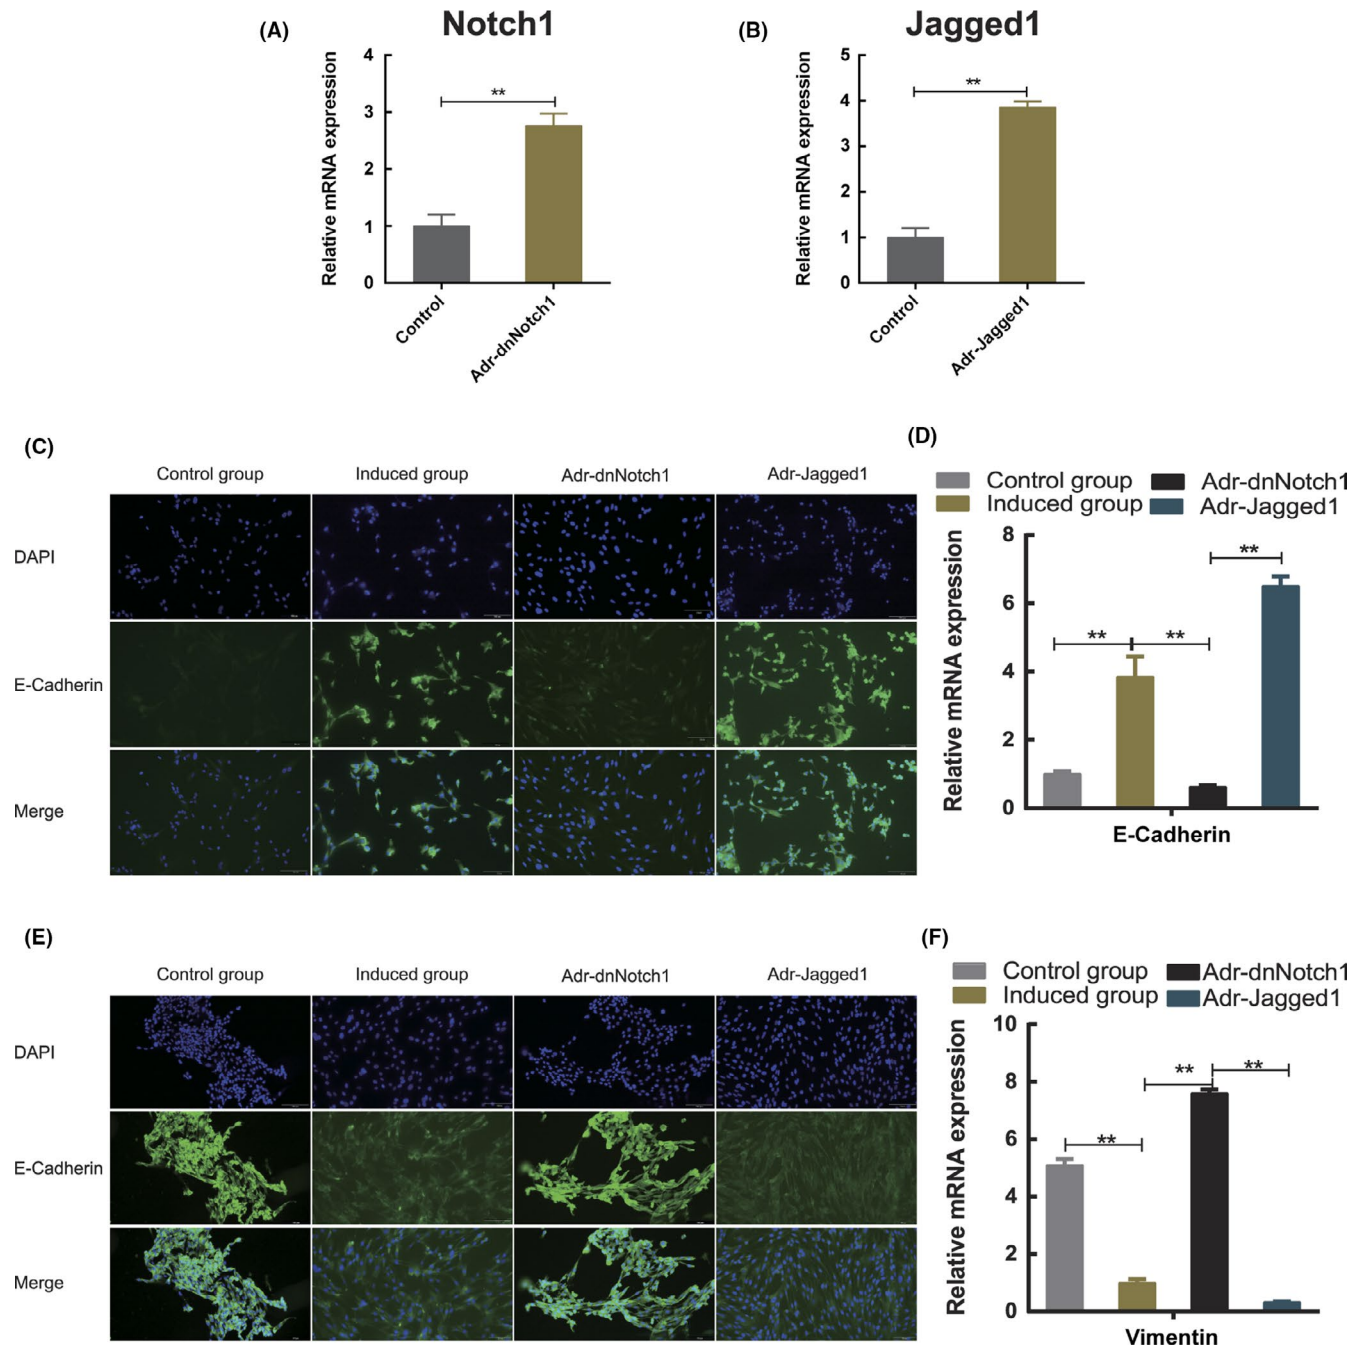 (A)
Notch1
Relative mRNA expression
4
3
2
1
0
**
Control
Adr-dnNotch1
(B)
Jagged1
Relative mRNA expression
5
4
3
2
1
0
**
Control
Adr-Jagged1
(C)
Control group Induced group Adr-dnNotch1 Adr-Jagged1
DAPI
E-Cadherin
Merge
(D)
Control group Adr-dnNotch1
Induced group Adr-Jagged1
Relative mRNA expression
8
6
4
2
0
** ** **
E-Cadherin
(E)
Control group Induced group Adr-dnNotch1 Adr-Jagged1
DAPI
E-Cadherin
Merge
(F)
Control group Adr-dnNotch1
Induced group Adr-Jagged1
Relative mRNA expression
10
8
6
4
2
0
** ** **
Vimentin